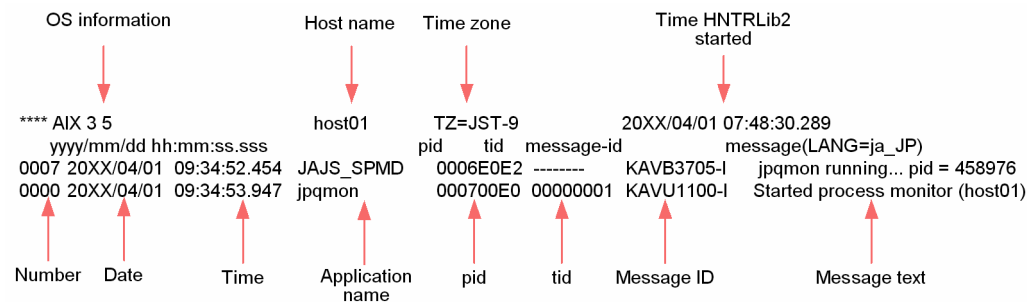 OS information Host name Time zone Time HNTRLib2
started
**** AIX 3 5 host01 TZ=JST-9 20XX/04/01 07:48:30.289
yyyy/mm/dd hh:mm:ss.sss pid tid message-id message(LANG=ja_JP)
0007 20XX/04/01 09:34:52.454 JAJS_SPMD 0006E0E2 -------- KAVB3705-I jpqmon running... pid = 458976
0000 20XX/04/01 09:34:53.947 jpqmon 000700E0 00000001 KAVU1100-I Started process monitor (host01)
Number Date Time Application pid tid Message ID Message text
name